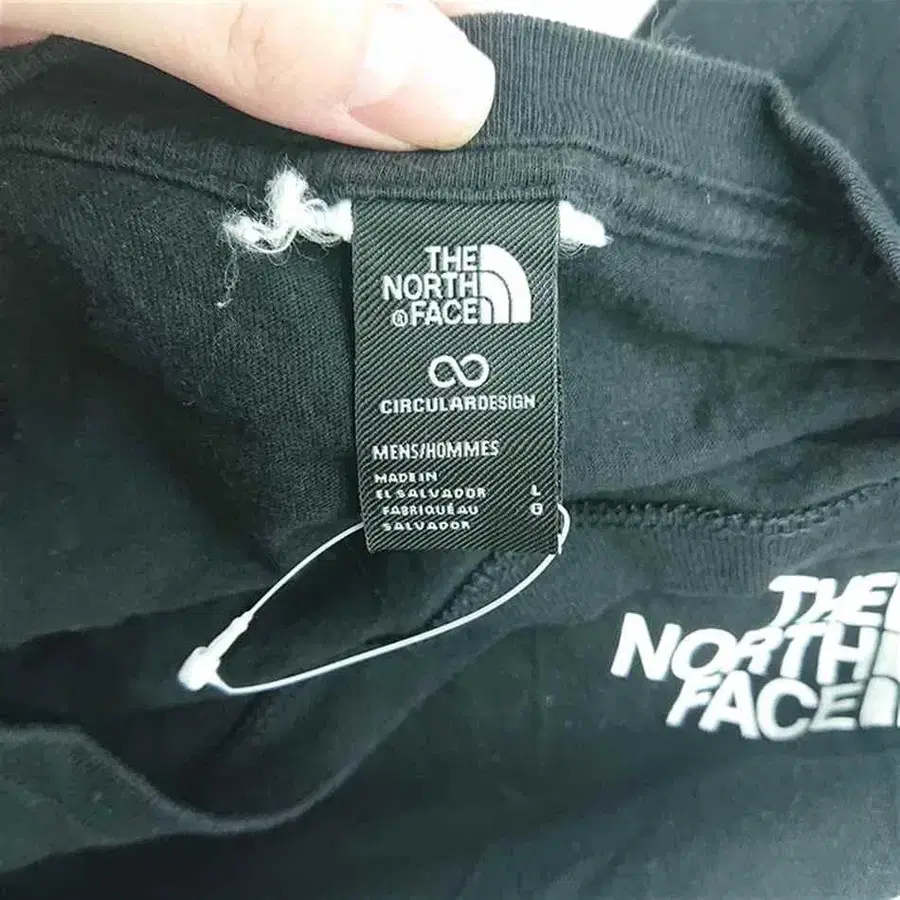 THE
NORTH
®FACE
CIRCULARDESIGN
MENS/HOMMES
MADE IN
EL SALVADOR L
FABRIQUÉ AU G
SALVADOR
THE
NORTH
FACE